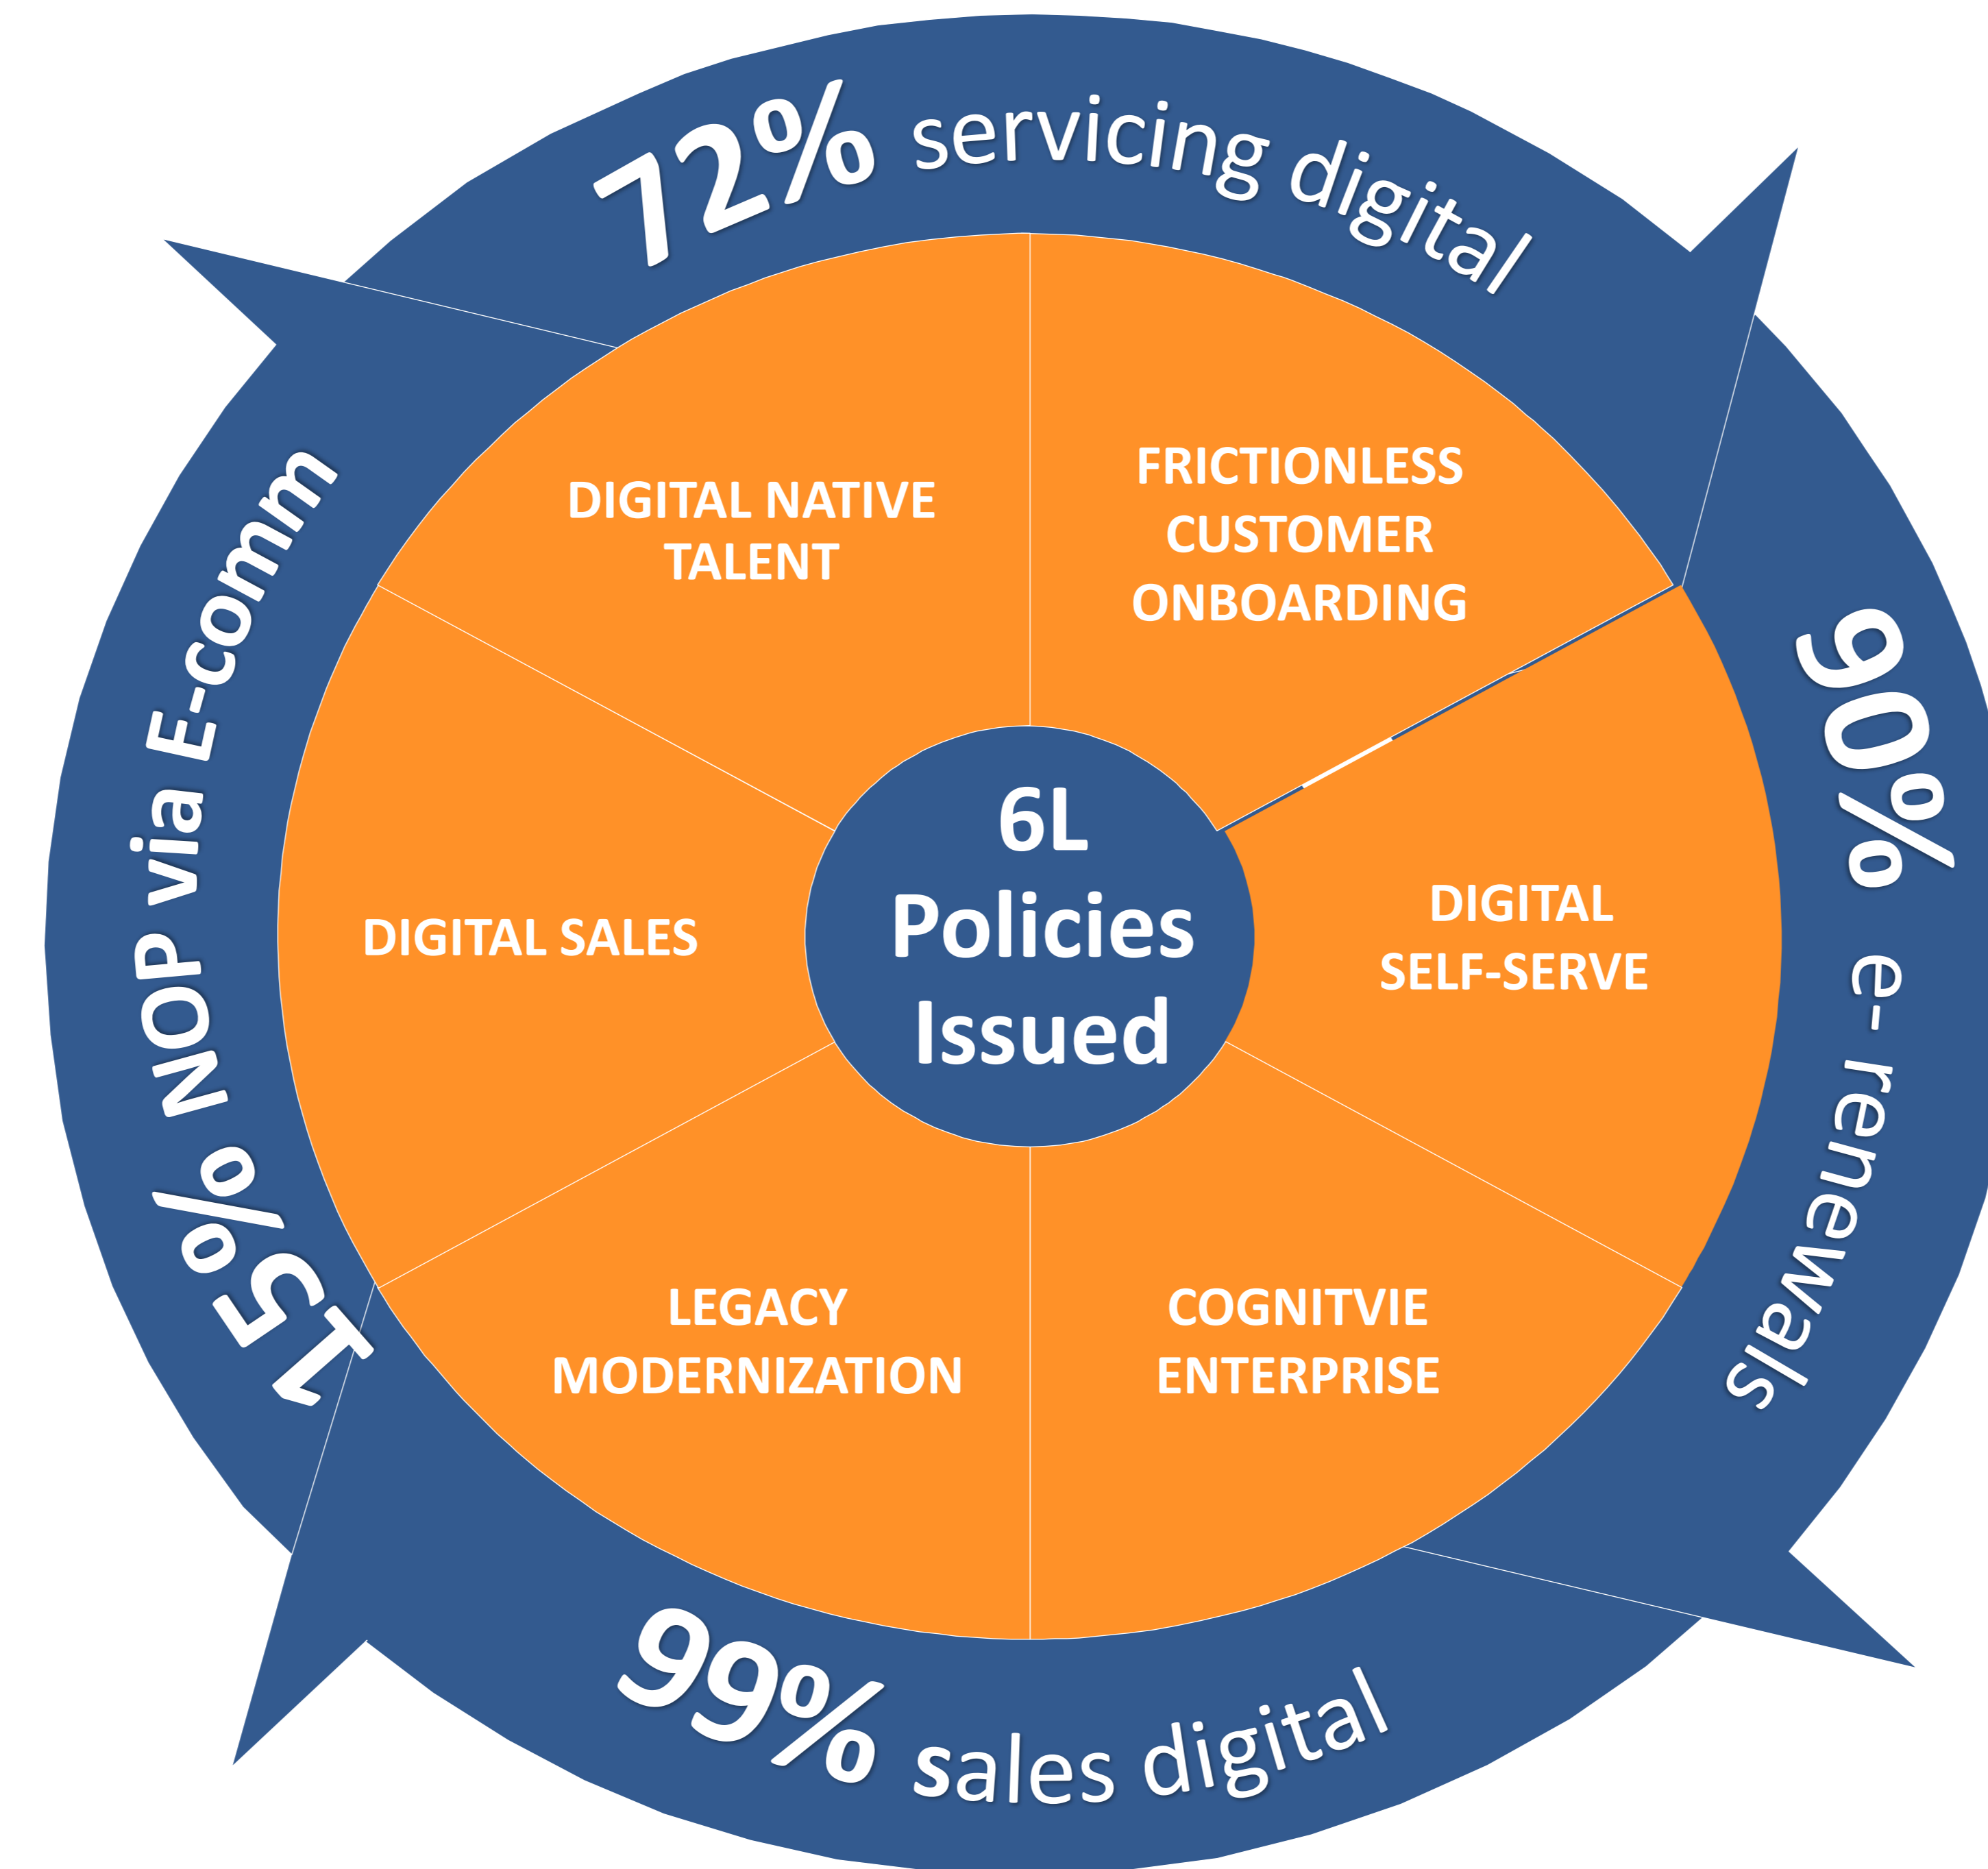 72% servicing digital
90% e- renewals
99% sales digital
15% NOP via E-comm
DIGITAL NATIVE
TALENT
FRICTIONLESS
CUSTOMER
ONBOARDING
DIGITAL
SELF-SERVE
COGNITVIE
ENTERPRISE
LEGACY
MODERNIZATION
DIGITAL SALES
6L
Policies
Issued